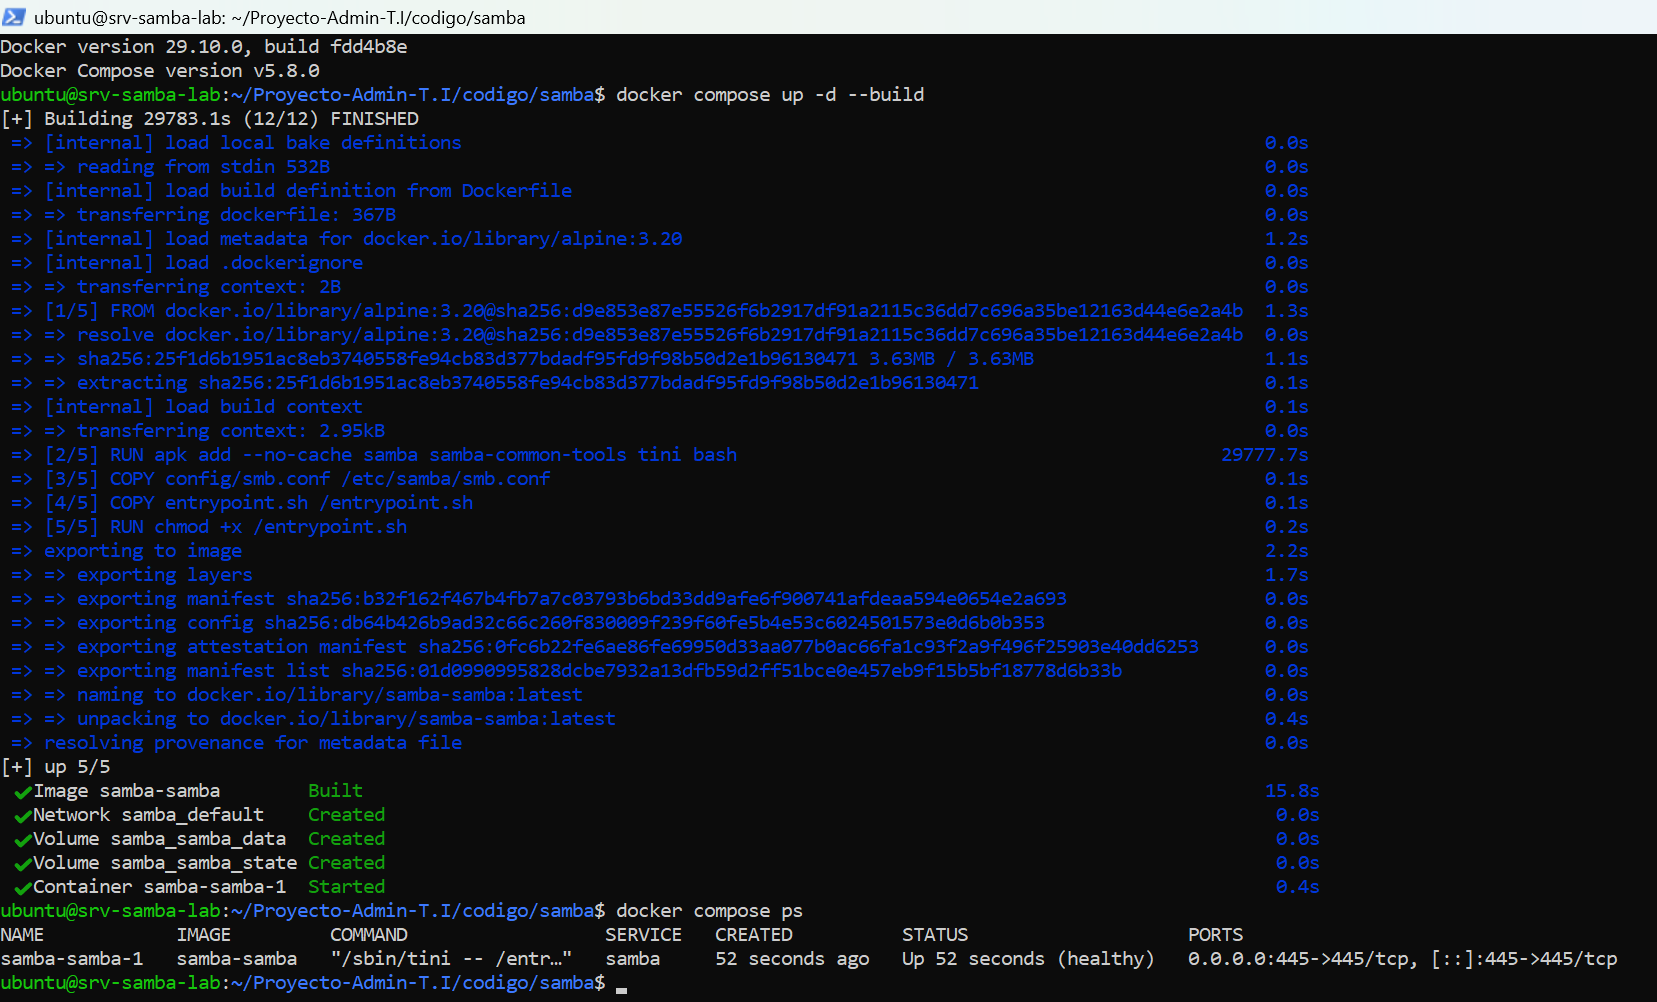 ubuntu@srv-samba-lab: ~/Proyecto-Admin-T.I/codigo/samba
Docker version 29.10.0, build fdd4b8e
Docker Compose version v5.8.0
ubuntu@srv-samba-lab:~/Proyecto-Admin-T.I/codigo/samba$ docker compose up -d --build
[+] Building 29783.1s (12/12) FINISHED
=> [internal] load local bake definitions 0.0s
=> => reading from stdin 532B 0.0s
=> [internal] load build definition from Dockerfile 0.0s
=> => transferring dockerfile: 367B 0.0s
=> [internal] load metadata for docker.io/library/alpine:3.20 1.2s
=> [internal] load .dockerignore 0.0s
=> => transferring context: 2B 0.0s
=> [1/5] FROM docker.io/library/alpine:3.20@sha256:d9e853e87e55526f6b2917df91a2115c36dd7c696a35be12163d44e6e2a4b 1.3s
=> => resolve docker.io/library/alpine:3.20@sha256:d9e853e87e55526f6b2917df91a2115c36dd7c696a35be12163d44e6e2a4b 0.0s
=> => sha256:25f1d6b1951ac8eb3740558fe94cb83d377bdadf95fd9f98b50d2e1b96130471 3.63MB / 3.63MB 1.1s
=> => extracting sha256:25f1d6b1951ac8eb3740558fe94cb83d377bdadf95fd9f98b50d2e1b96130471 0.1s
=> [internal] load build context 0.1s
=> => transferring context: 2.95kB 0.0s
=> [2/5] RUN apk add --no-cache samba samba-common-tools tini bash 29777.7s
=> [3/5] COPY config/smb.conf /etc/samba/smb.conf 0.1s
=> [4/5] COPY entrypoint.sh /entrypoint.sh 0.1s
=> [5/5] RUN chmod +x /entrypoint.sh 0.2s
=> exporting to image 2.2s
=> => exporting layers 1.7s
=> => exporting manifest sha256:b32f162f467b4fb7a7c03793b6bd33dd9afe6f900741afdeaa594e0654e2a693 0.0s
=> => exporting config sha256:db64b426b9ad32c66c260f830009f239f60fe5b4e53c6024501573e0d6b0b353 0.0s
=> => exporting attestation manifest sha256:0fc6b22fe6ae86fe69950d33aa077b0ac66fa1c93f2a9f496f25903e40dd6253 0.0s
=> => exporting manifest list sha256:01d0990995828dcbe7932a13dfb59d2ff51bce0e457eb9f15b5bf18778d6b33b 0.0s
=> => naming to docker.io/library/samba-samba:latest 0.0s
=> => unpacking to docker.io/library/samba-samba:latest 0.4s
=> resolving provenance for metadata file 0.0s
[+] up 5/5
✔Image samba-samba Built 15.8s
✔Network samba_default Created 0.0s
✔Volume samba_samba_data Created 0.0s
✔Volume samba_samba_state Created 0.0s
✔Container samba-samba-1 Started 0.4s
ubuntu@srv-samba-lab:~/Proyecto-Admin-T.I/codigo/samba$ docker compose ps
NAME IMAGE COMMAND SERVICE CREATED STATUS PORTS
samba-samba-1 samba-samba "/sbin/tini -- /entr…" samba 52 seconds ago Up 52 seconds (healthy) 0.0.0.0:445->445/tcp, [::]:445->445/tcp
ubuntu@srv-samba-lab:~/Proyecto-Admin-T.I/codigo/samba$